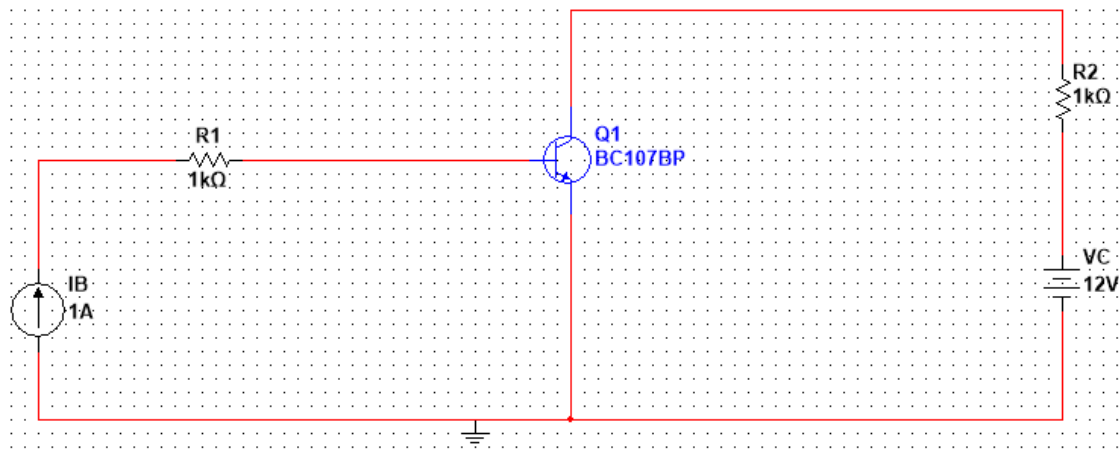 R1
1kΩ
Q1
BC107BP
R2
1kΩ
IB
1A
VC
12V